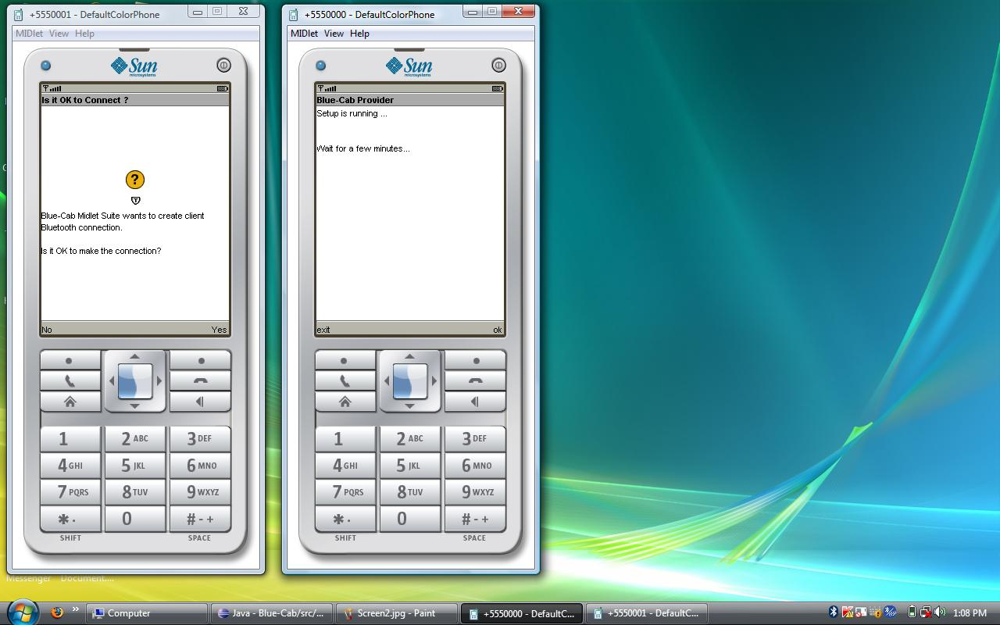 +5550001 - DefaultColorPhone
MIDlet View Help
Sun
microsystems
Is it OK to Connect ?
?
Blue-Cab Midlet Suite wants to create client
Bluetooth connection.
Is it OK to make the connection?
No Yes
1 2 ABC 3 DEF
4 GHI 5 JKL 6 MNO
7 PQRS 8 TUV 9 WXYZ
* . 0 # - +
SHIFT SPACE
+5550000 - DefaultColorPhone
MIDlet View Help
Sun
microsystems
Blue-Cab Provider
Setup is running ...
Wait for a few minutes...
exit ok
1 2 ABC 3 DEF
4 GHI 5 JKL 6 MNO
7 PQRS 8 TUV 9 WXYZ
* . 0 # - +
SHIFT SPACE
Messenger Document....
» Computer Java - Blue-Cab/src/... Screen2.jpg - Paint +5550000 - DefaultC... +5550001 - DefaultC... 1:08 PM